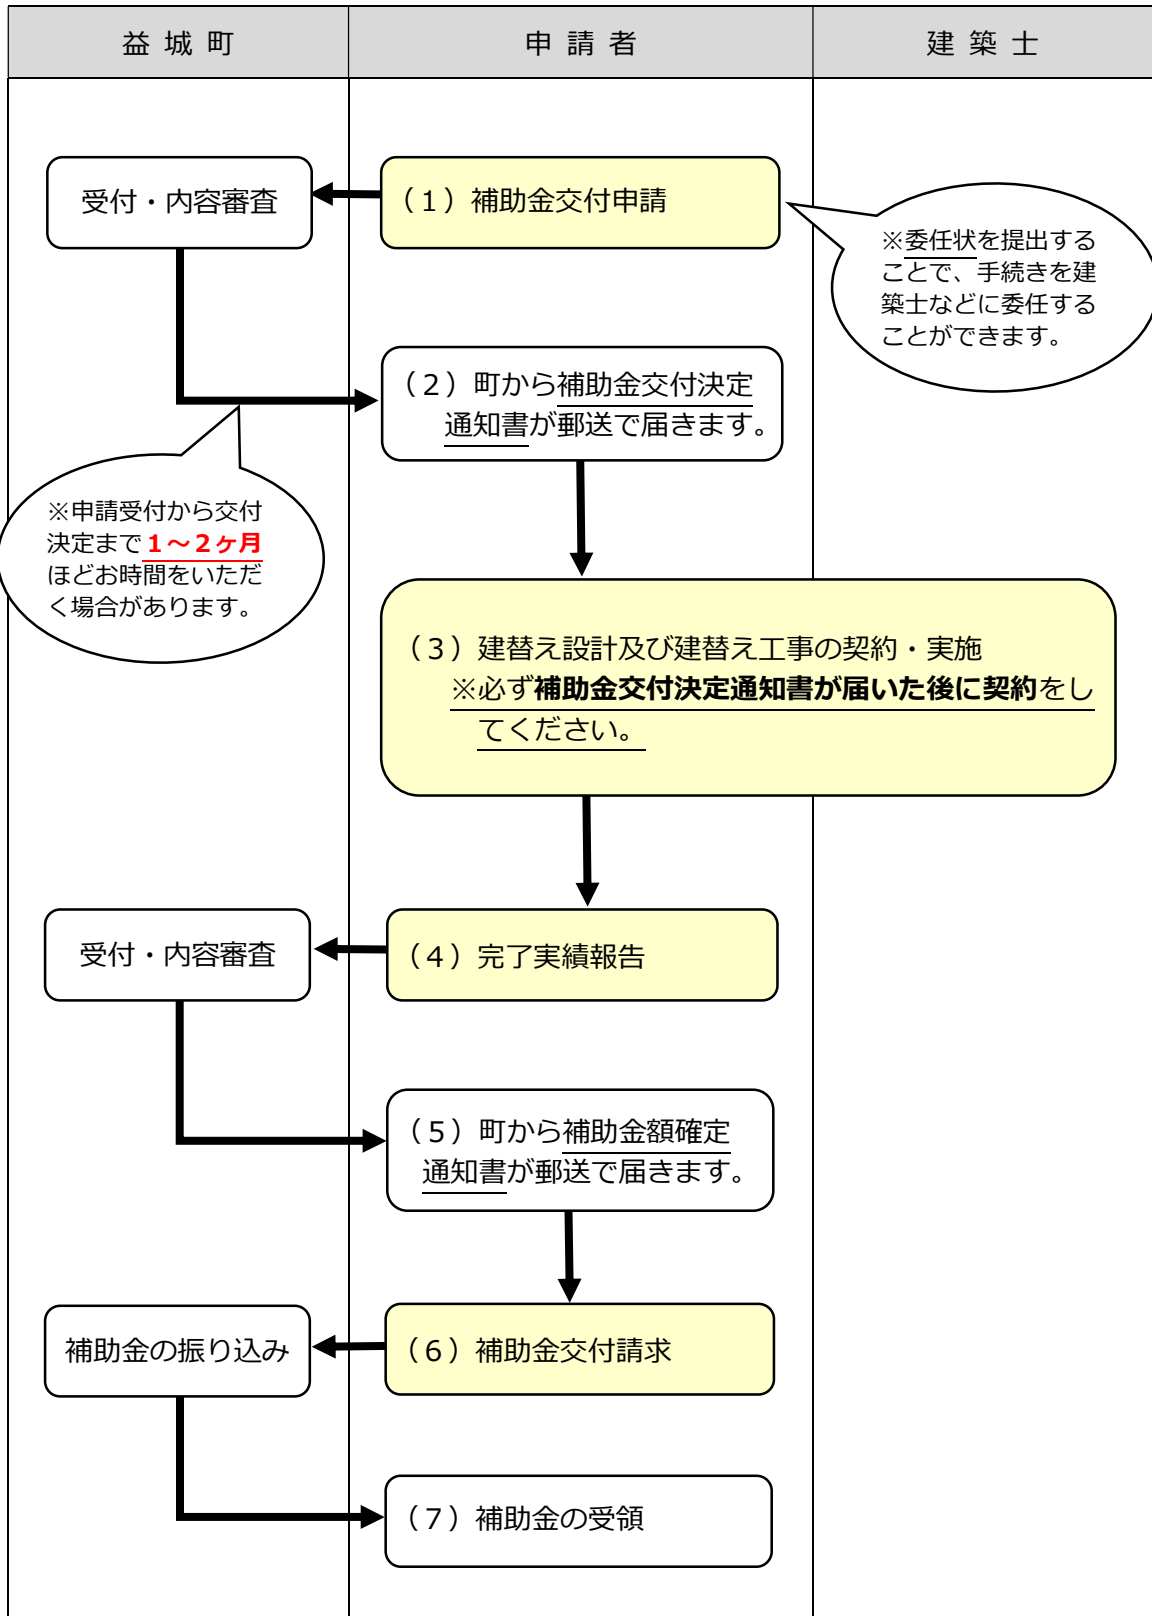 益城町
申請者
建築士
受付・内容審査
（１）補助金交付申請
※委任状を提出する
ことで、手続きを建
築士などに委任する
ことができます。
（２）町から補助金交付決定
通知書が郵送で届きます。
※申請受付から交付
決定まで１～２ヶ月
ほどお時間をいただ
く場合があります。
（３）建替え設計及び建替え工事の契約・実施
※必ず補助金交付決定通知書が届いた後に契約をし
てください。
受付・内容審査
（４）完了実績報告
（５）町から補助金額確定
通知書が郵送で届きます。
補助金の振り込み
（６）補助金交付請求
（７）補助金の受領